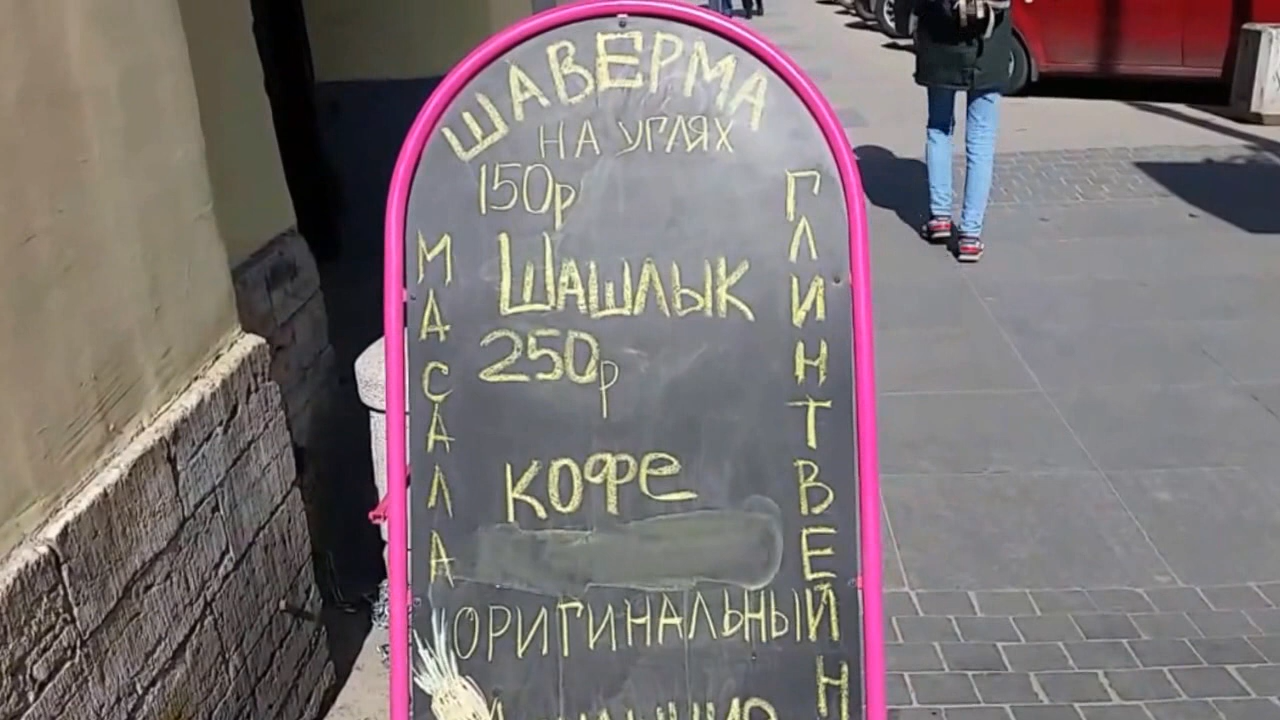 ШАВЕРМА
НА УГЛЯХ
150р
ШАШЛЫК
250р
КОФЕ
ОРИГИНАЛЬНЫЙ
МАСАЛА
ГЛИНТВЕЙН